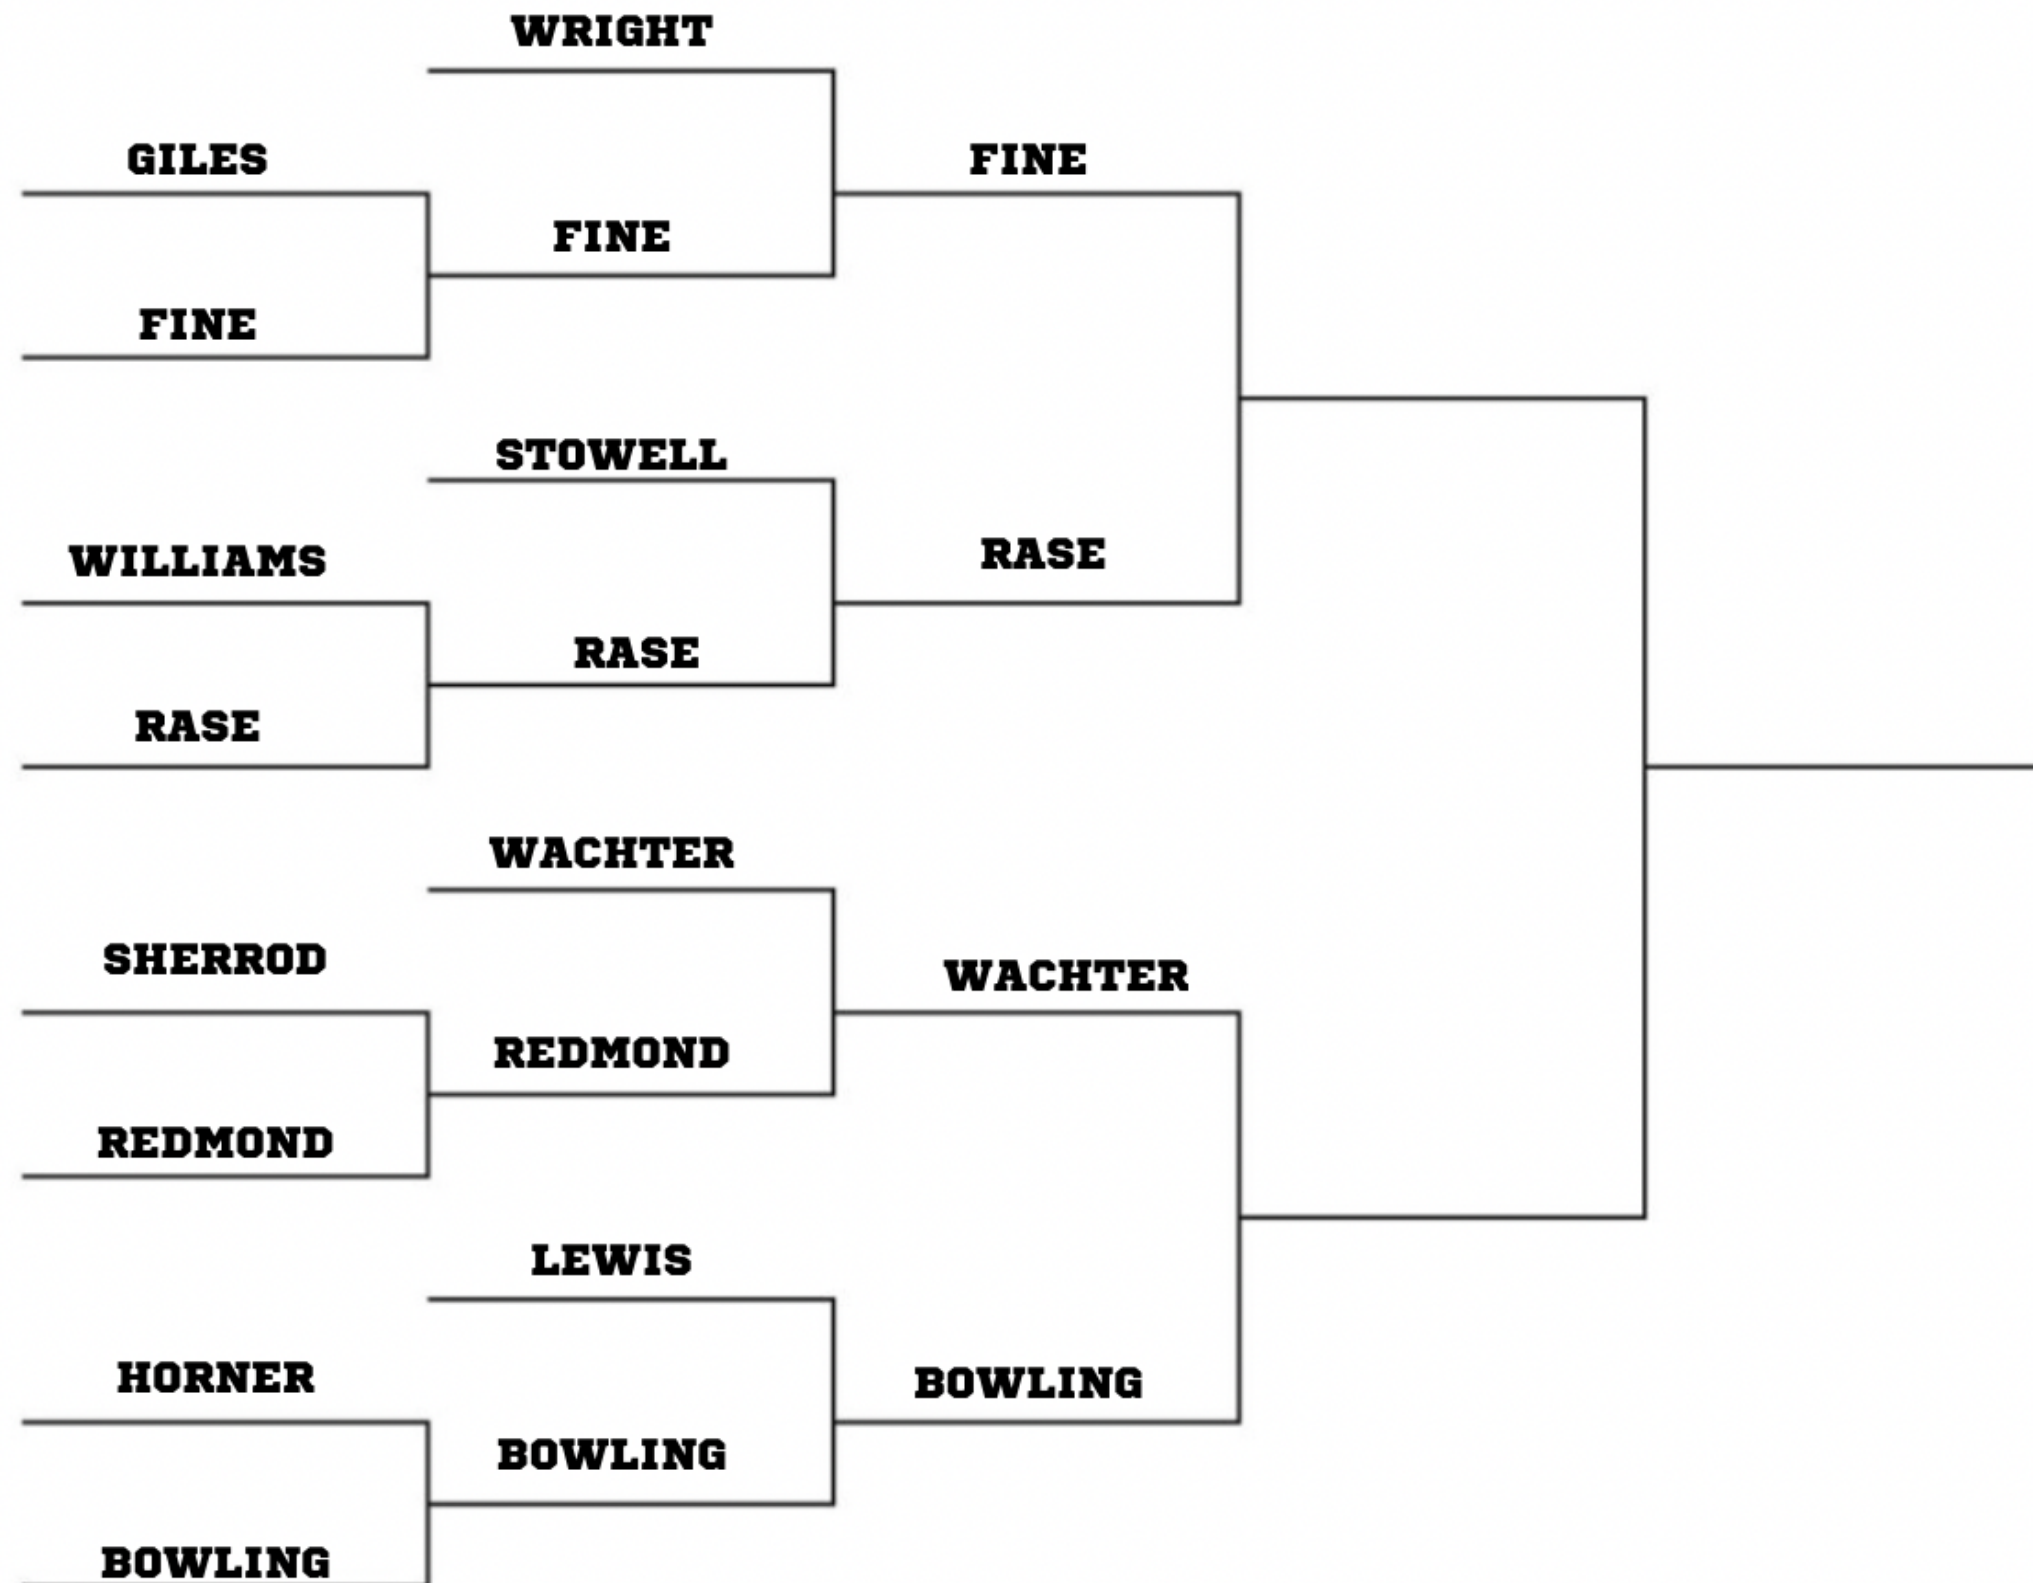 WRIGHT
GILES
FINE
FINE
FINE
STOWELL
WILLIAMS
RASE
RASE
RASE
WACHTER
SHERROD
WACHTER
REDMOND
REDMOND
LEWIS
HORNER
BOWLING
BOWLING
BOWLING